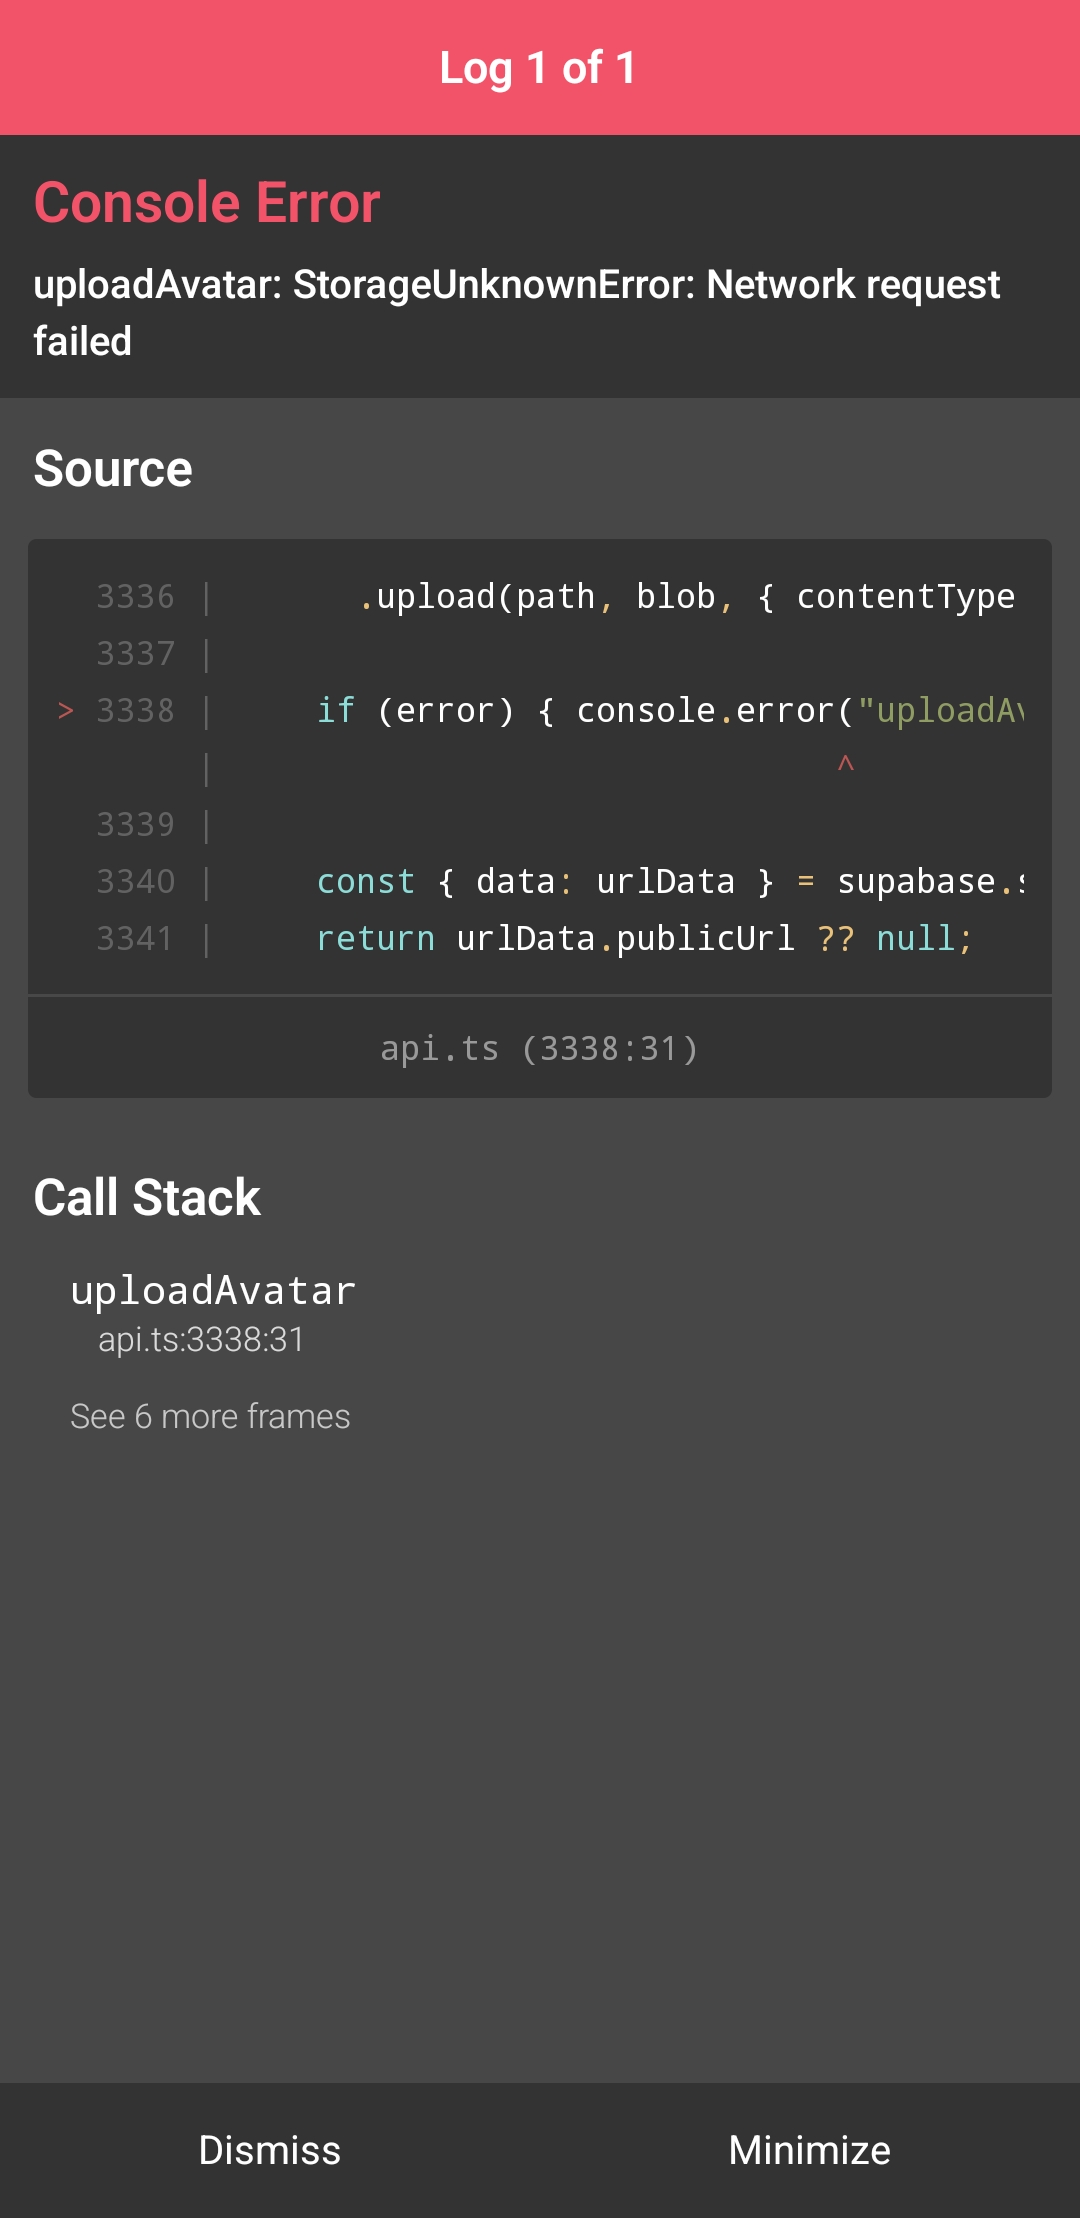 Log 1 of 1
Console Error
uploadAvatar: StorageUnknownError: Network request
failed
Source
3336 |       .upload(path, blob, { contentType
3337 |
> 3338 |     if (error) { console.error("uploadAv
|                               ^
3339 |
3340 |     const { data: urlData } = supabase.s
3341 |     return urlData.publicUrl ?? null;
api.ts (3338:31)
Call Stack
uploadAvatar
api.ts:3338:31
See 6 more frames
Dismiss
Minimize